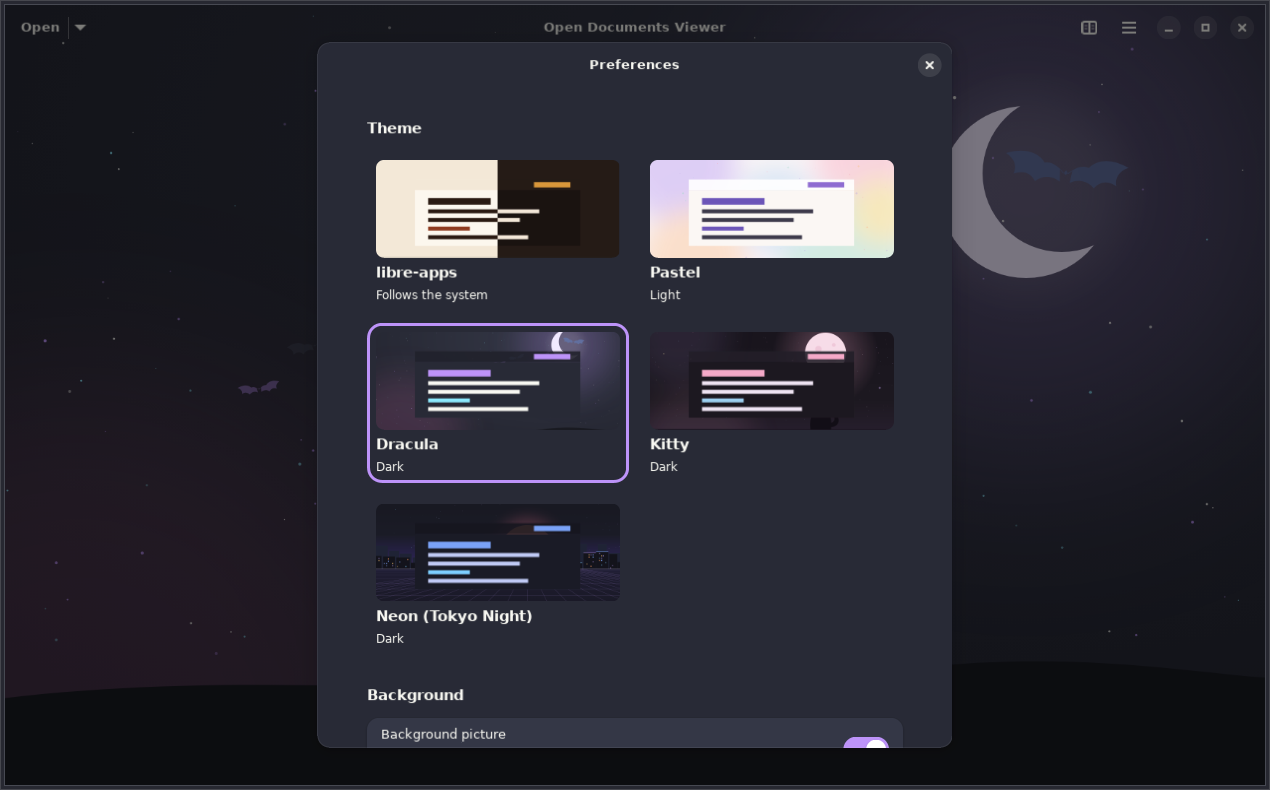 Open
Open Documents Viewer
Preferences
Theme
libre-apps
Follows the system
Pastel
Light
Dracula
Dark
Kitty
Dark
Neon (Tokyo Night)
Dark
Background
Background picture